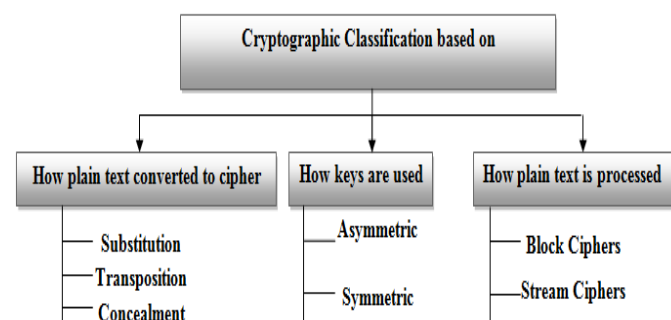 Cryptographic Classification based on
How plain text converted to cipher
Substitution
Transposition
Concealment
How keys are used
Asymmetric
Symmetric
How plain text is processed
Block Ciphers
Stream Ciphers